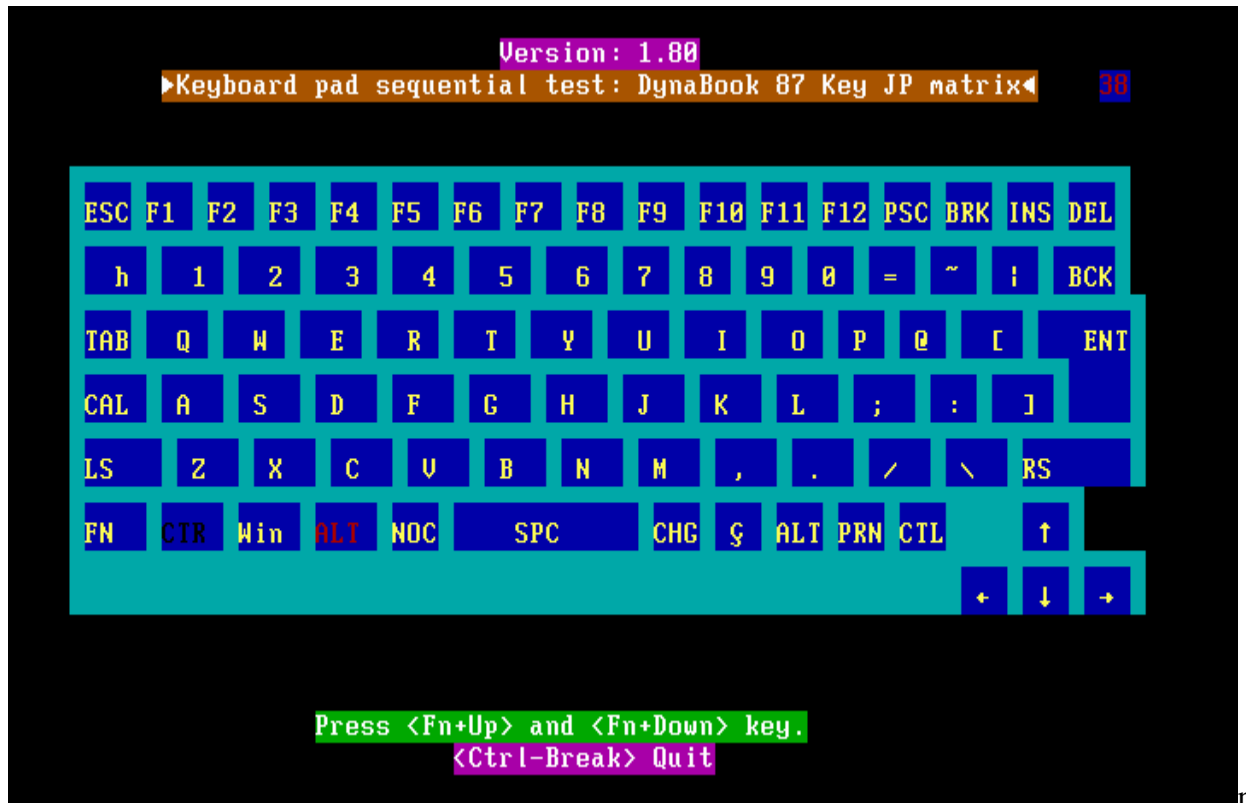 Version: 1.80
►Keyboard pad sequential test: DynaBook 87 Key JP matrix◄ 38
ESC F1 F2 F3 F4 F5 F6 F7 F8 F9 F10 F11 F12 PSC BRK INS DEL
h 1 2 3 4 5 6 7 8 9 0 = ~ ¦ BCK
TAB Q W E R T Y U I O P @ [ ENT
CAL A S D F G H J K L ; : ]
LS Z X C V B N M , . / \ RS
FN CTR Win ALT NOC SPC CHG Ç ALT PRN CTL ↑
← ↓ →
Press <Fn+Up> and <Fn+Down> key.
<Ctrl-Break> Quit